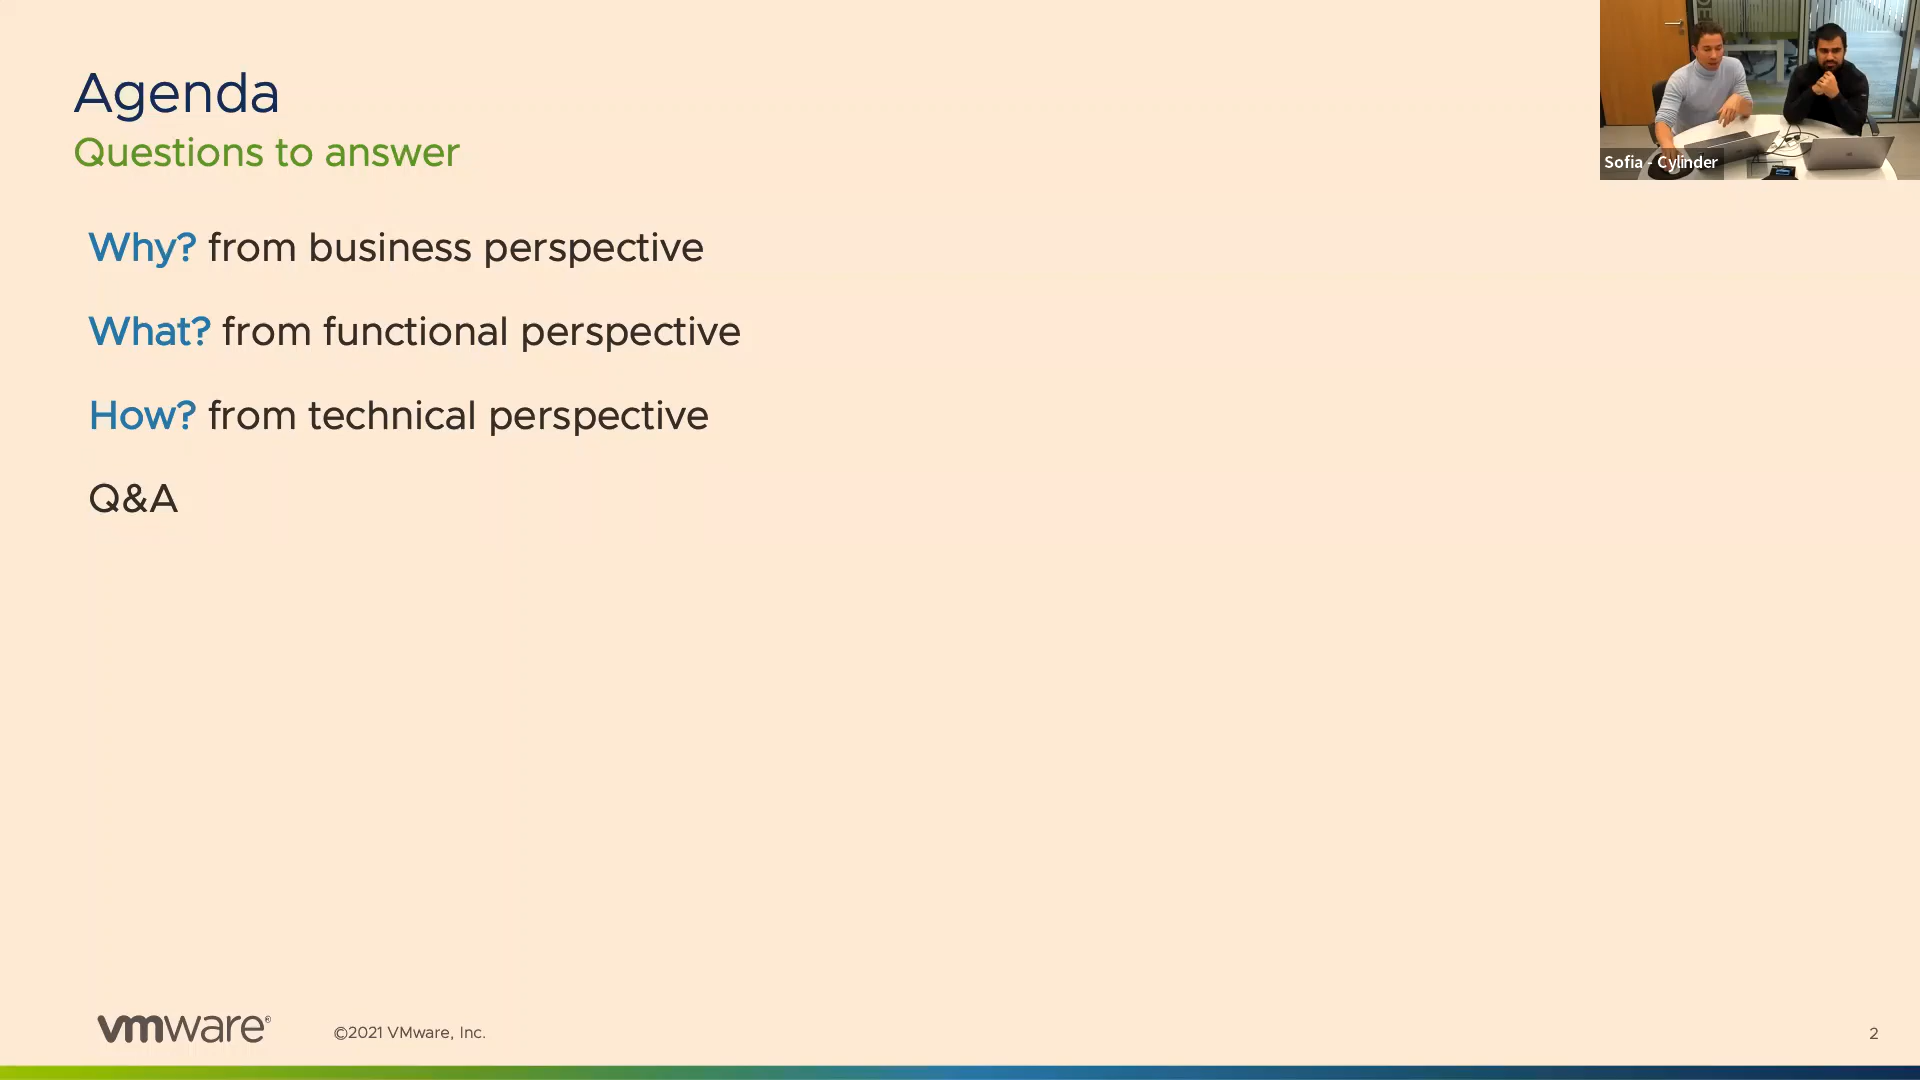 Agenda
Questions to answer
Why? from business perspective
What? from functional perspective
How? from technical perspective
Q&A
Sofia - Cylinder
vmware®
©2021 VMware, Inc.
2